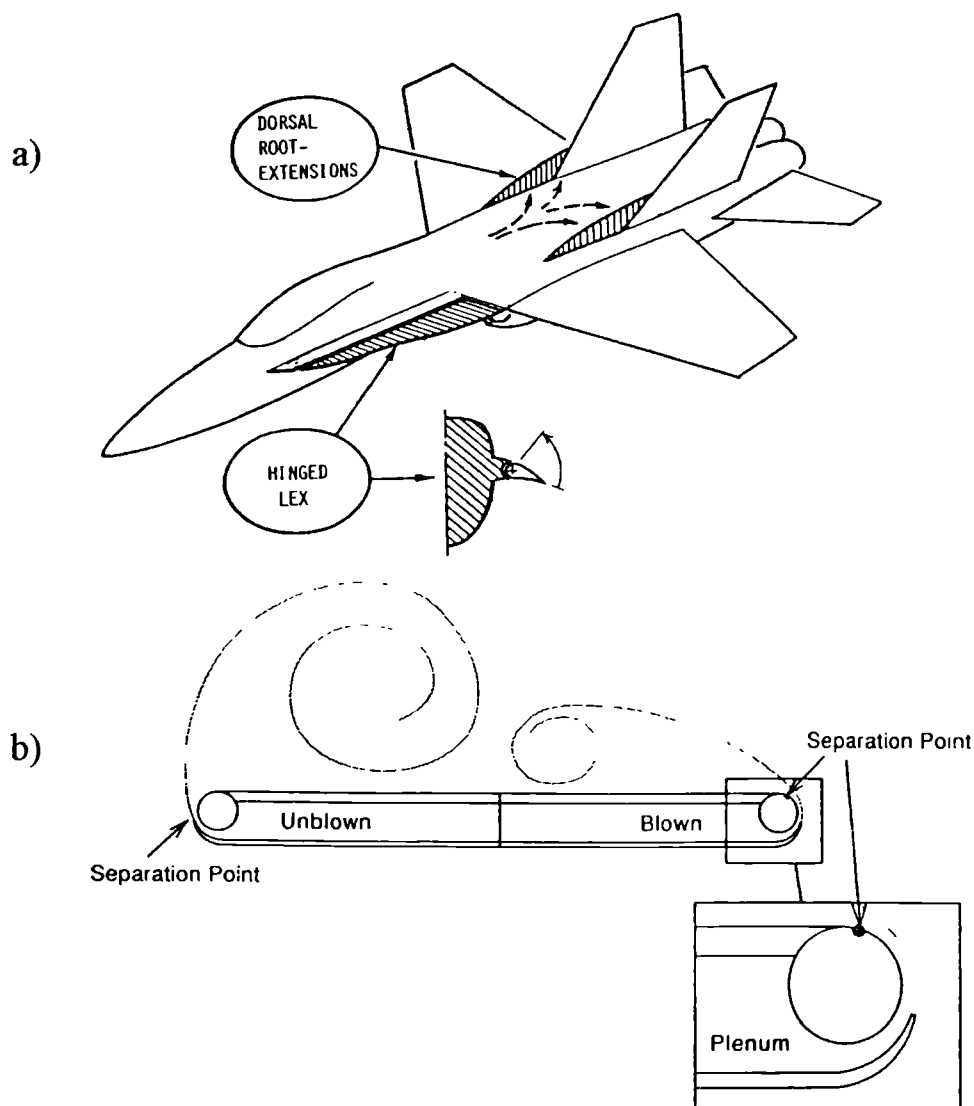 a)
DORSAL
ROOT-
EXTENSIONS
HINGED
LEX
b)
Separation Point
Unblown
Blown
Separation Point
Plenum